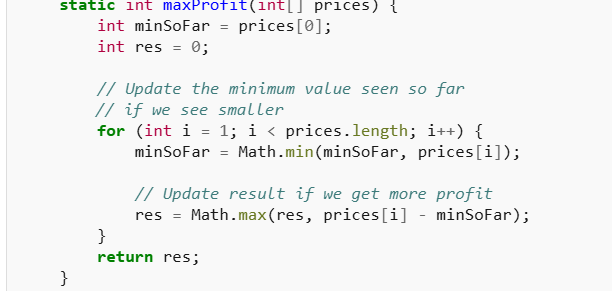 static int maxProfit(int[] prices) {
int minSoFar = prices[0];
int res = 0;
// Update the minimum value seen so far
// if we see smaller
for (int i = 1; i < prices.length; i++) {
minSoFar = Math.min(minSoFar, prices[i]);
// Update result if we get more profit
res = Math.max(res, prices[i] - minSoFar);
}
return res;
}